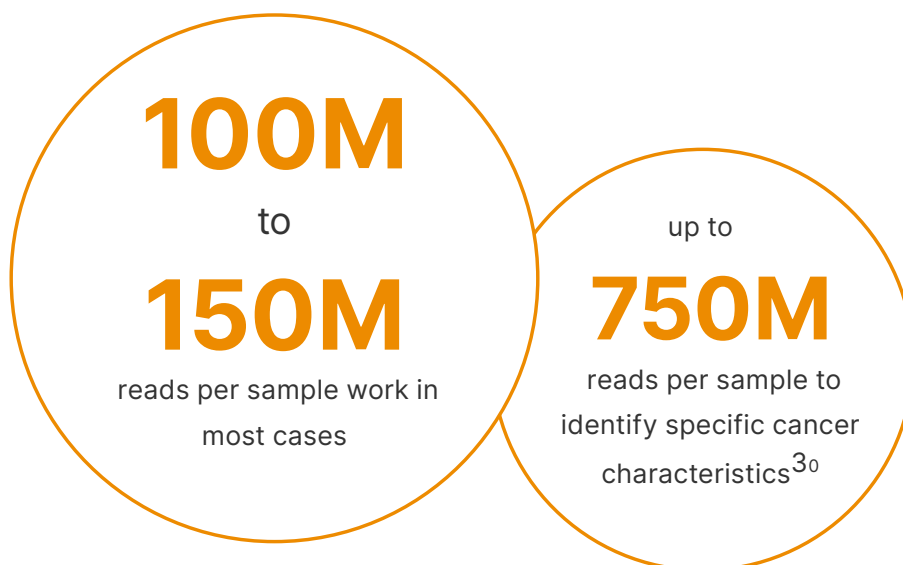 100M
to
150M
reads per sample work in
most cases
up to
750M
reads per sample to
identify specific cancer
characteristics30